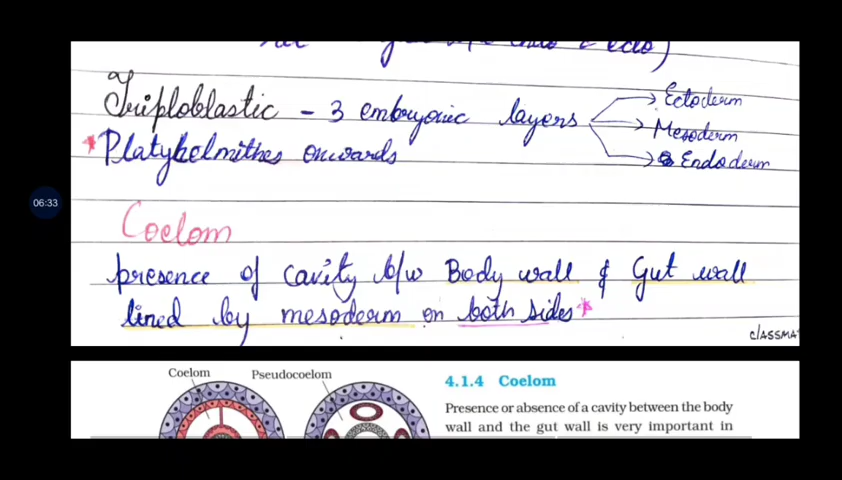 Triploblastic - 3 embryonic layers
Ectoderm
Mesoderm
Endoderm
*Platyhelmithes onwards
06:33
Coelom
presence of cavity b/w Body wall & Gut wall
lined by mesoderm on both sides*
CLASSMA
Coelom Pseudocoelom
4.1.4 Coelom
Presence or absence of a cavity between the body
wall and the gut wall is very important in